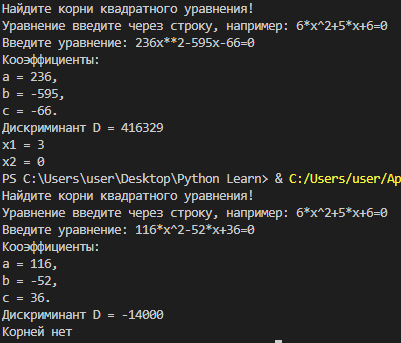 Найдите корни квадратного уравнения!
Уравнение введите через строку, например: 6*x^2+5*x+6=0
Введите уравнение: 236x**2-595x-66=0
Кооэффициенты:
a = 236,
b = -595,
c = -66.
Дискриминант D = 416329
x1 = 3
x2 = 0
PS C:\Users\user\Desktop\Python Learn> & C:/Users/user/Ap
Найдите корни квадратного уравнения!
Уравнение введите через строку, например: 6*x^2+5*x+6=0
Введите уравнение: 116*x^2-52*x+36=0
Кооэффициенты:
a = 116,
b = -52,
c = 36.
Дискриминант D = -14000
Корней нет